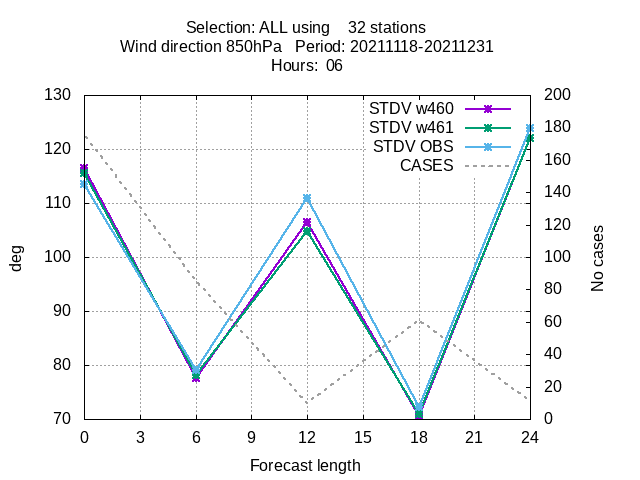 Selection: ALL using 32 stations
Wind direction 850hPa Period: 20211118-20211231
Hours: 06
130 200
STDV w460
180
STDV w461
120
160
STDV OBS
CASES
140
110
120
100 100
80
90
60
80
40
20
70 0
deg
No cases
0 3 6 9 12 15 18 21 24
Forecast length